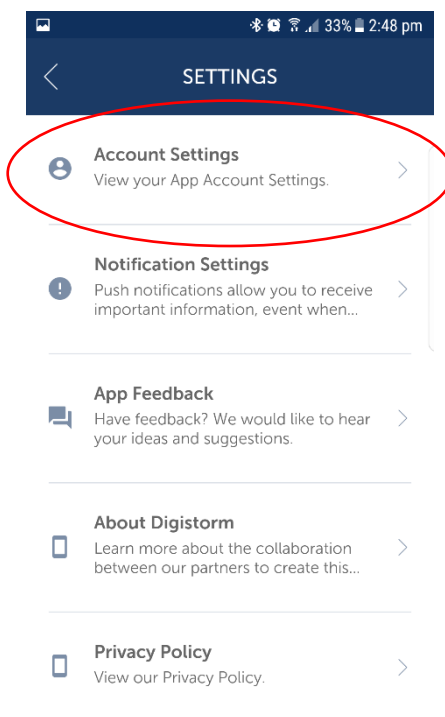 33% 2:48 pm
SETTINGS
Account Settings
View your App Account Settings.
Notification Settings
Push notifications allow you to receive
important information, event when...
App Feedback
Have feedback? We would like to hear
your ideas and suggestions.
About Digistorm
Learn more about the collaboration
between our partners to create this...
Privacy Policy
View our Privacy Policy.